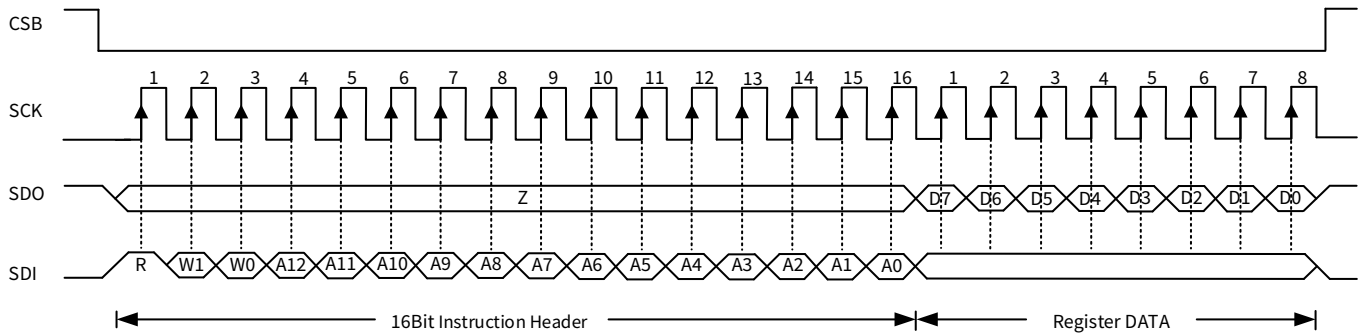 CSB
1 2 3 4 5 6 7 8 9 10 11 12 13 14 15 16 1 2 3 4 5 6 7 8
SCK
SDO Z D7 D6 D5 D4 D3 D2 D1 D0
SDI R W1 W0 A12 A11 A10 A9 A8 A7 A6 A5 A4 A3 A2 A1 A0
16Bit Instruction Header Register DATA